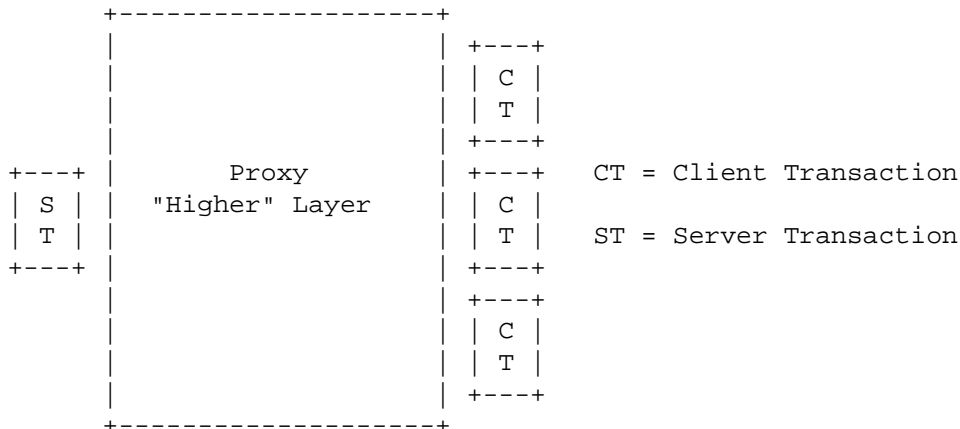 +--------------------+
|                    | +---+
|                    | | C |
|                    | | T |
|                    | +---+
+---+ |       Proxy        | +---+   CT = Client Transaction
| S | |  "Higher" Layer    | | C |
| T | |                    | | T |   ST = Server Transaction
+---+ |                    | +---+
|                    | +---+
|                    | | C |
|                    | | T |
|                    | +---+
+--------------------+